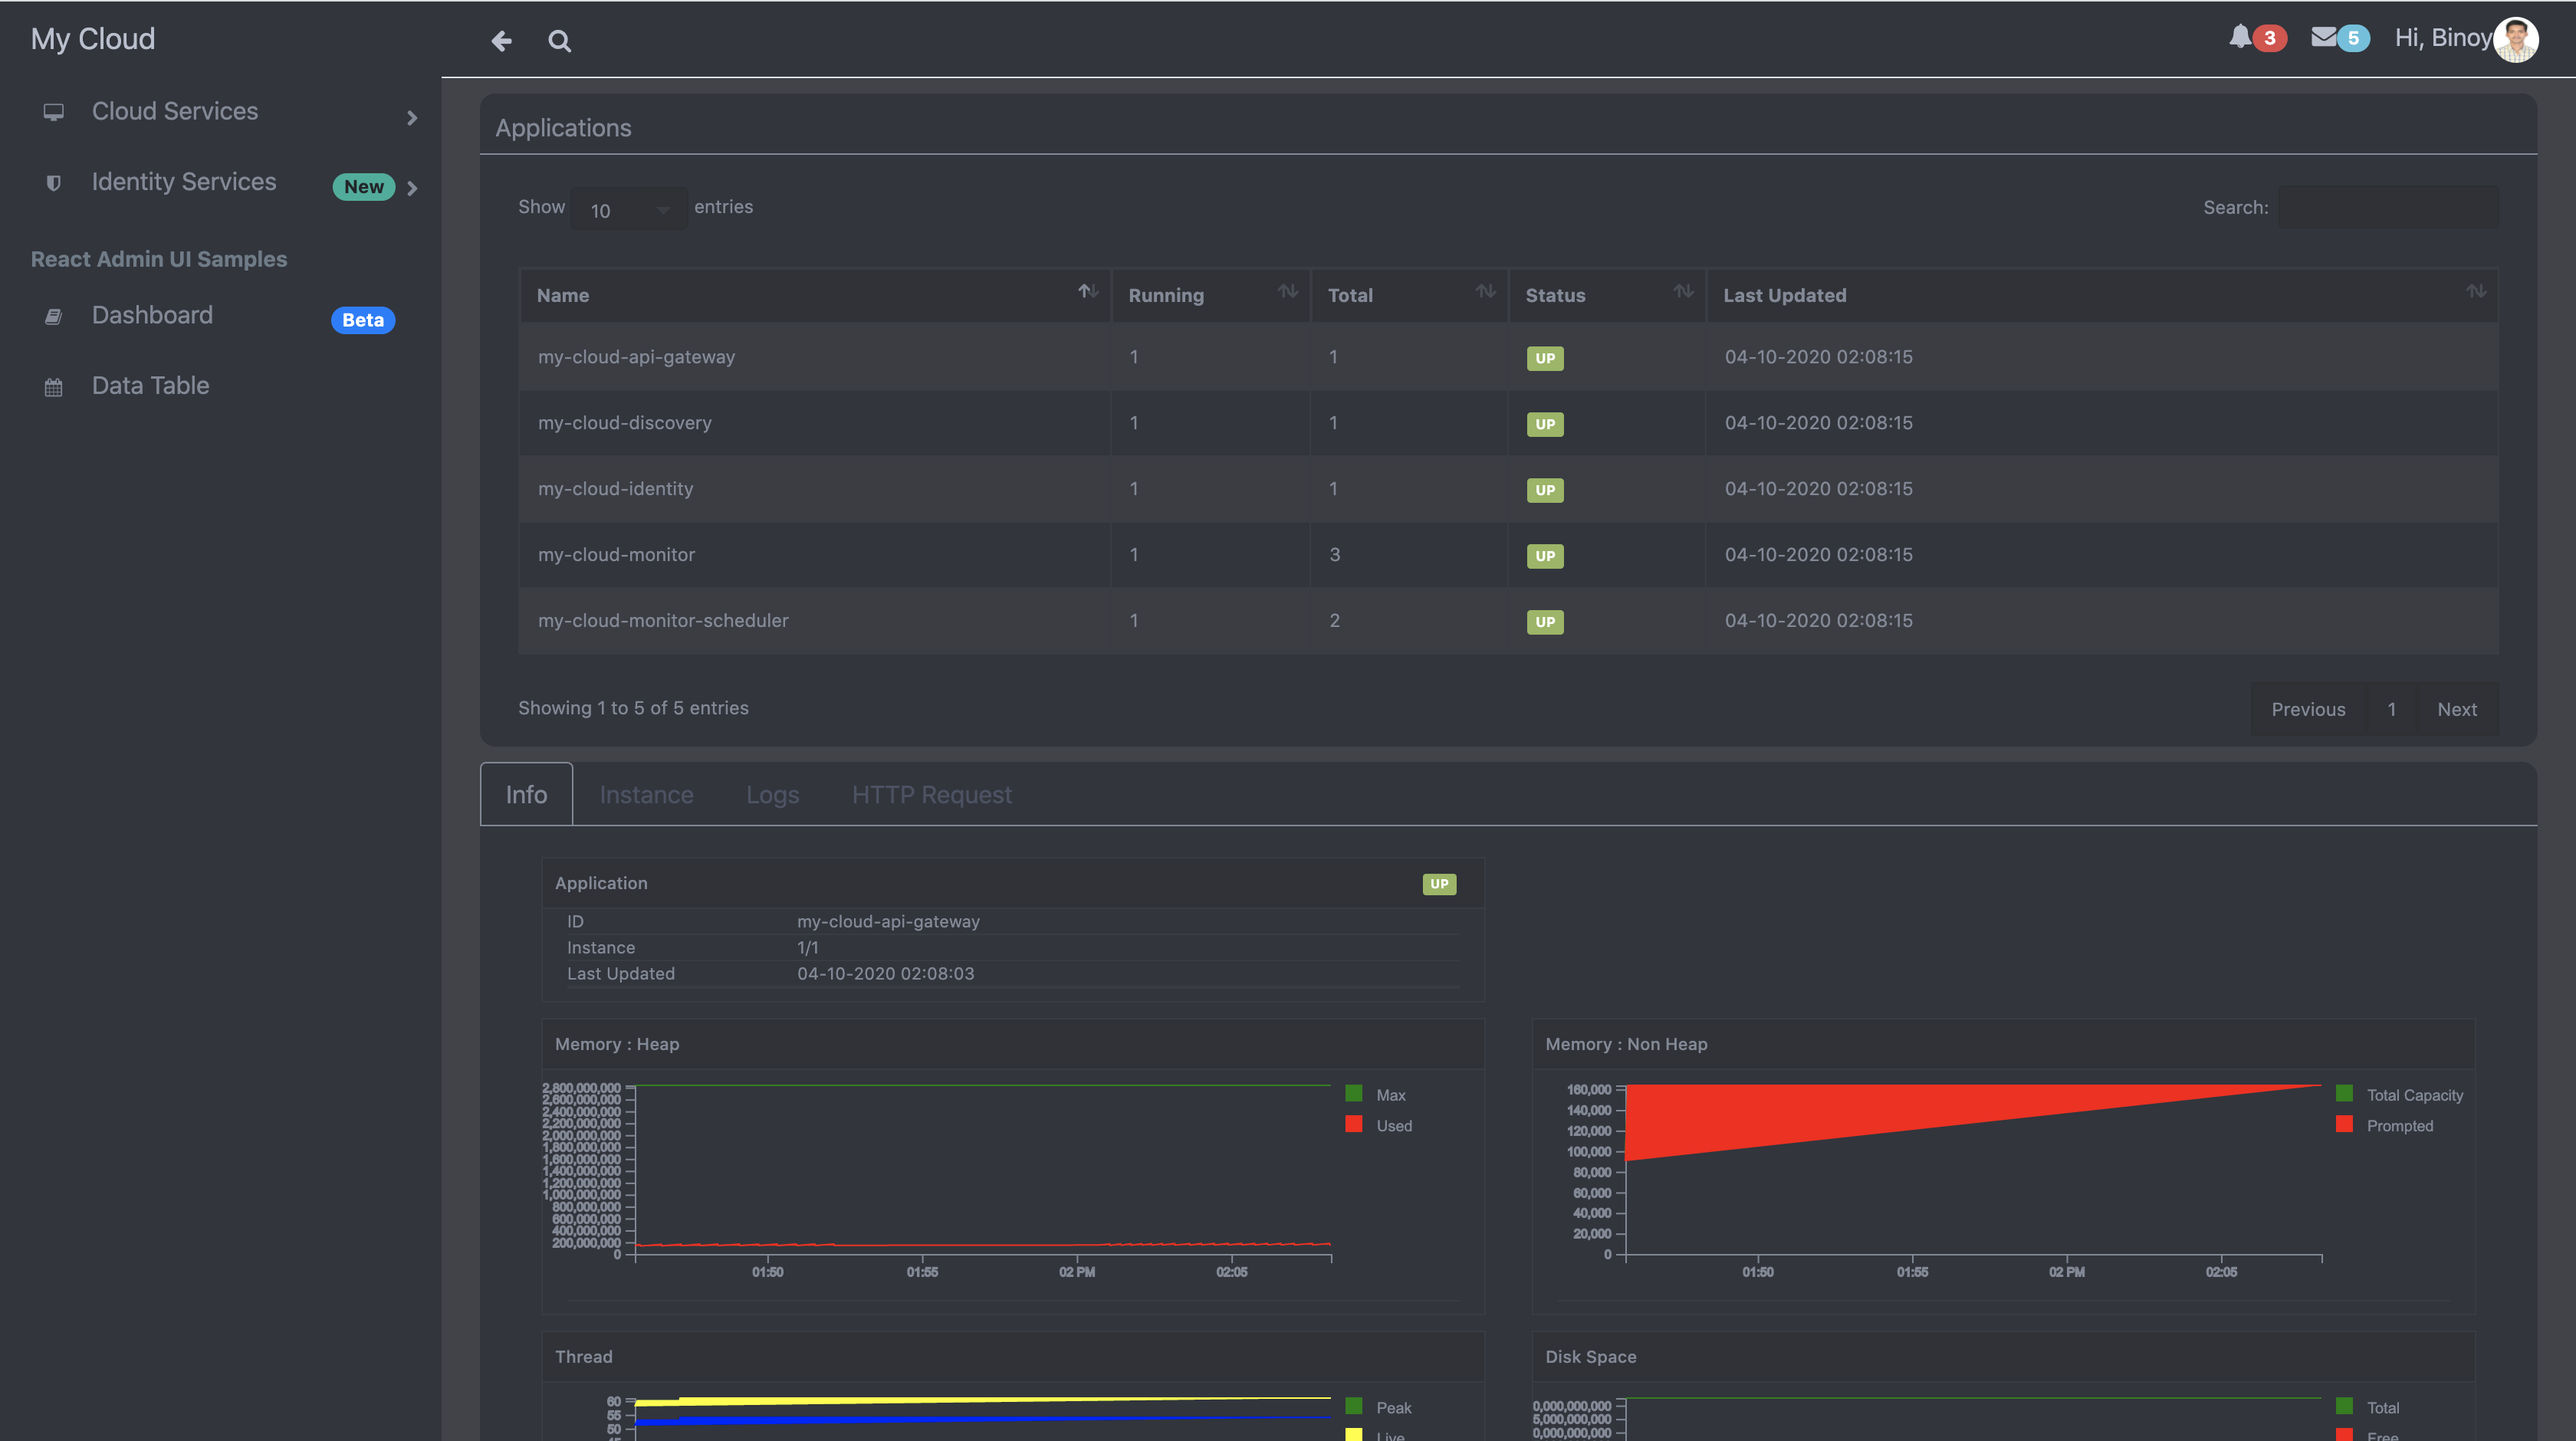 My Cloud
3
5
Hi, Binoy
Cloud Services
Identity Services New
React Admin UI Samples
Dashboard Beta
Data Table
Applications
Show 10 entries
Search:
Name Running Total Status Last Updated
my-cloud-api-gateway 1 1 UP 04-10-2020 02:08:15
my-cloud-discovery 1 1 UP 04-10-2020 02:08:15
my-cloud-identity 1 1 UP 04-10-2020 02:08:15
my-cloud-monitor 1 3 UP 04-10-2020 02:08:15
my-cloud-monitor-scheduler 1 2 UP 04-10-2020 02:08:15
Showing 1 to 5 of 5 entries
Previous 1 Next
Info Instance Logs HTTP Request
Application UP
ID my-cloud-api-gateway
Instance 1/1
Last Updated 04-10-2020 02:08:03
Memory : Heap
2,800,000,000
2,600,000,000
2,400,000,000
2,200,000,000
2,000,000,000
1,800,000,000
1,600,000,000
1,400,000,000
1,200,000,000
1,000,000,000
800,000,000
600,000,000
400,000,000
200,000,000
0
01:50 01:55 02 PM 02:05
Max
Used
Memory : Non Heap
160,000
140,000
120,000
100,000
80,000
60,000
40,000
20,000
0
01:50 01:55 02 PM 02:05
Total Capacity
Prompted
Thread
60
55
50
Peak
Live
Disk Space
0,000,000,000
5,000,000,000
0,000,000,000
Total
Free